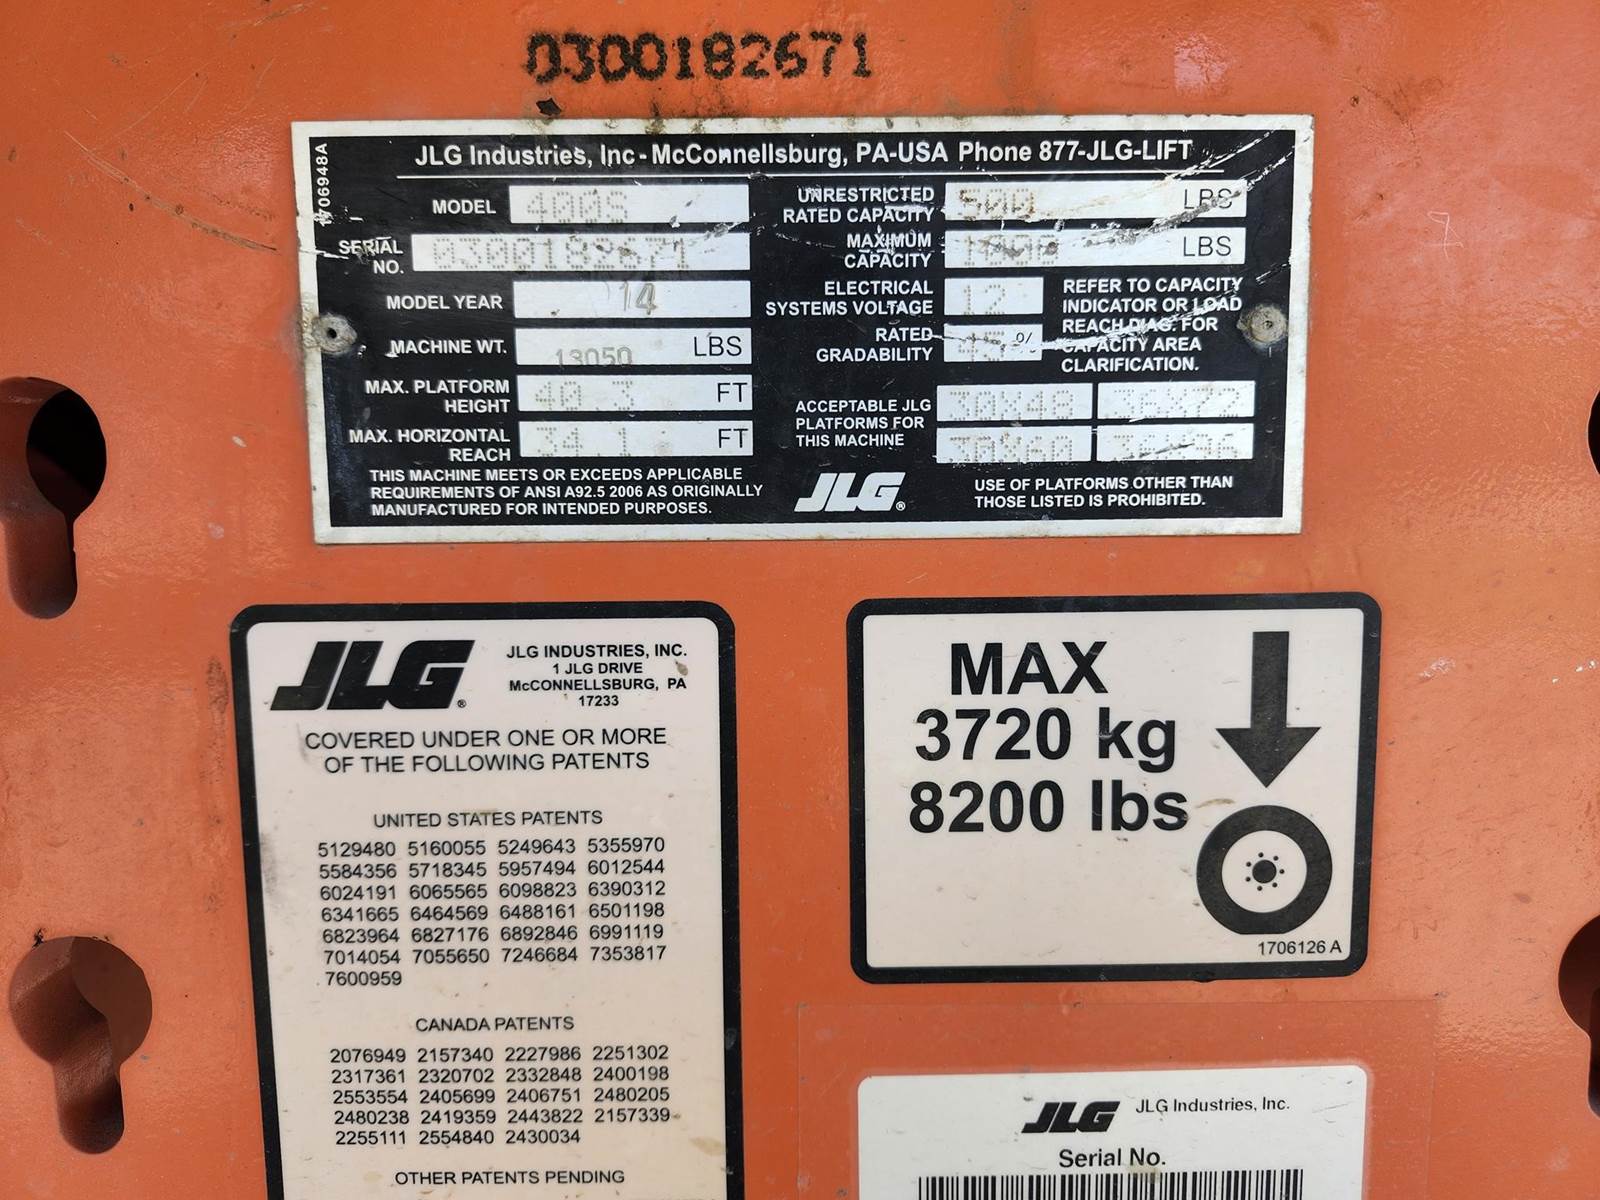 0300182671
1706948A
JLG Industries, Inc - McConnellsburg, PA-USA Phone 877-JLG-LIFT
MODEL 400S
SERIAL NO. 0300182671
MODEL YEAR 14
MACHINE WT. 13050 LBS
MAX. PLATFORM HEIGHT 40.3 FT
MAX. HORIZONTAL REACH 34.1 FT
THIS MACHINE MEETS OR EXCEEDS APPLICABLE
REQUIREMENTS OF ANSI A92.5 2006 AS ORIGINALLY
MANUFACTURED FOR INTENDED PURPOSES.
UNRESTRICTED RATED CAPACITY 500 LBS
MAXIMUM CAPACITY LBS
ELECTRICAL SYSTEMS VOLTAGE 12
RATED GRADABILITY 45 %
REFER TO CAPACITY
INDICATOR OR LOAD
REACH DIAG. FOR
CAPACITY AREA
CLARIFICATION.
ACCEPTABLE JLG
PLATFORMS FOR
THIS MACHINE
30X48 36X72
30X60 36X96
JLG®
USE OF PLATFORMS OTHER THAN
THOSE LISTED IS PROHIBITED.
JLG®
JLG INDUSTRIES, INC.
1 JLG DRIVE
McCONNELLSBURG, PA
17233
COVERED UNDER ONE OR MORE
OF THE FOLLOWING PATENTS
UNITED STATES PATENTS
5129480 5160055 5249643 5355970
5584356 5718345 5957494 6012544
6024191 6065565 6098823 6390312
6341665 6464569 6488161 6501198
6823964 6827176 6892846 6991119
7014054 7055650 7246684 7353817
7600959
CANADA PATENTS
2076949 2157340 2227986 2251302
2317361 2320702 2332848 2400198
2553554 2405699 2406751 2480205
2480238 2419359 2443822 2157339
2255111 2554840 2430034
OTHER PATENTS PENDING
MAX
3720 kg
8200 lbs
1706126 A
JLG JLG Industries, Inc.
Serial No.